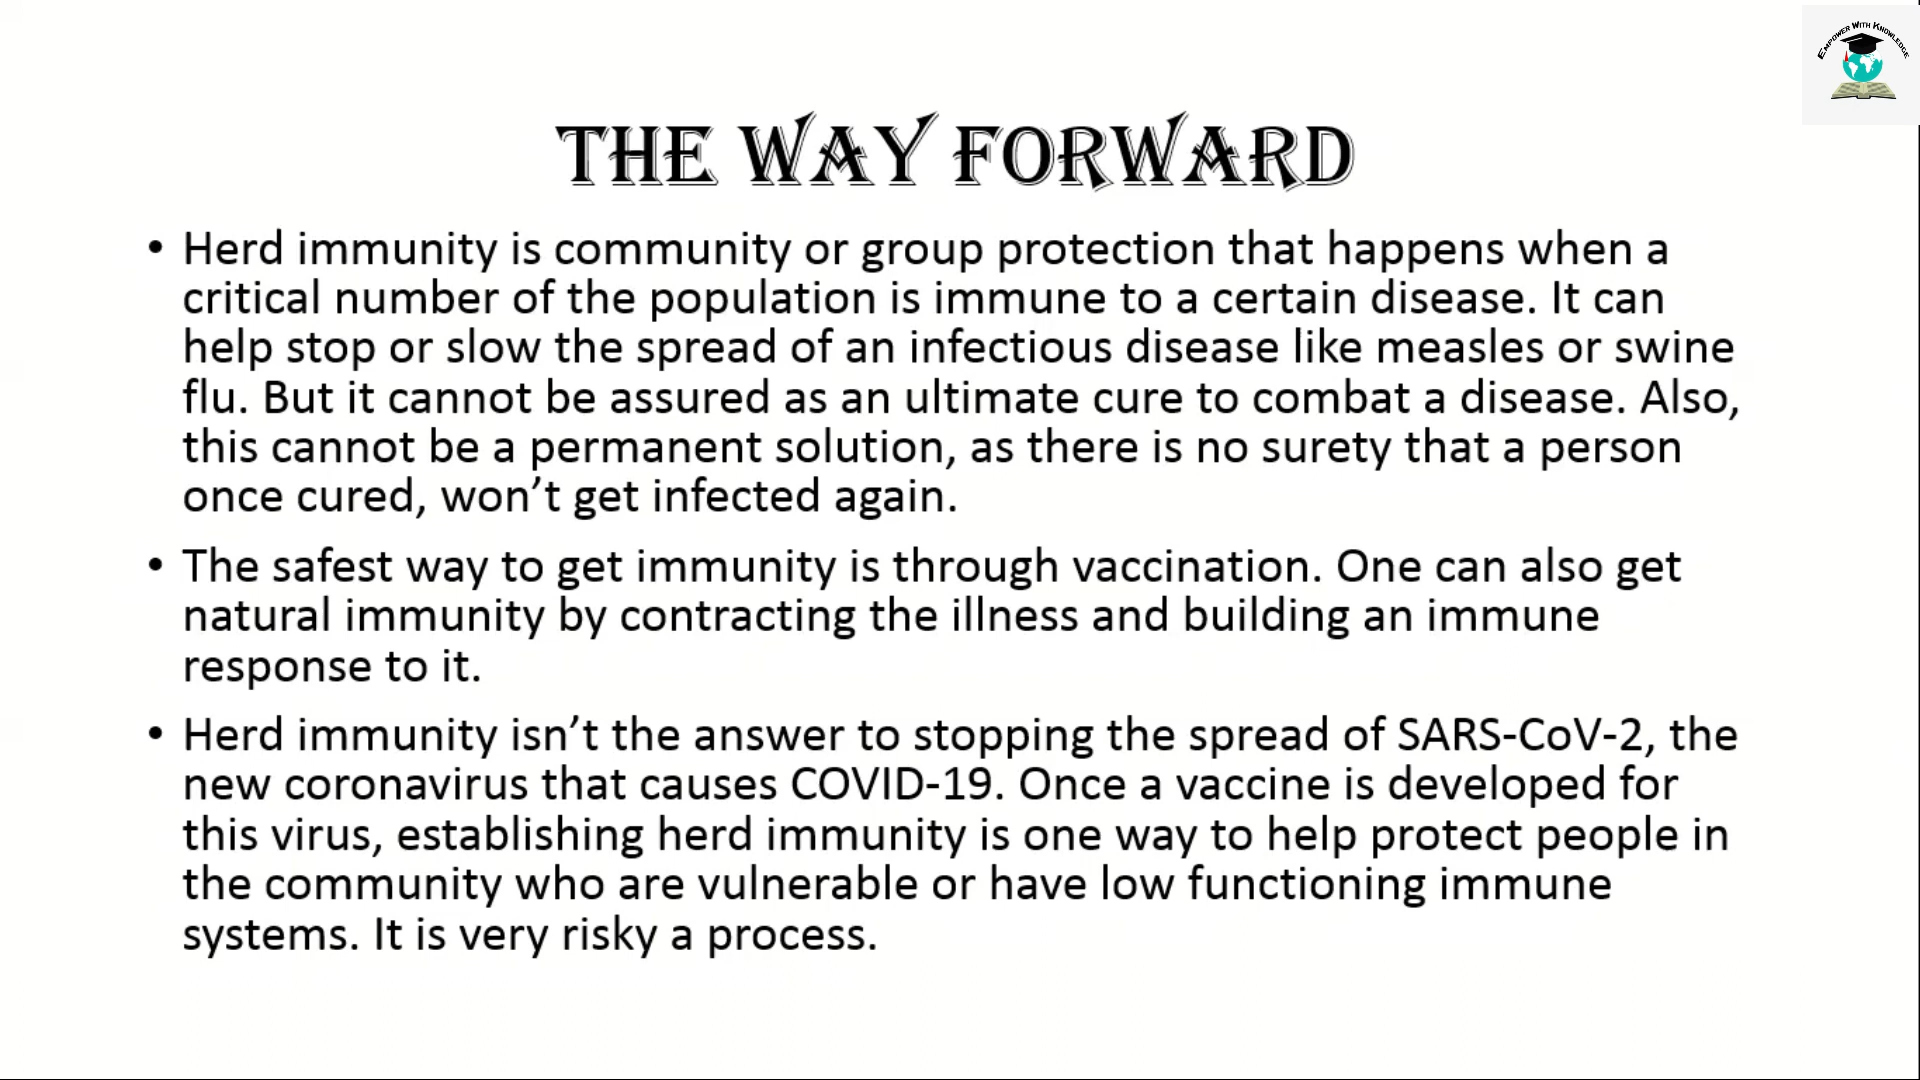 EMPOWER WITH KNOWLEDGE
THE WAY FORWARD
• Herd immunity is community or group protection that happens when a
critical number of the population is immune to a certain disease. It can
help stop or slow the spread of an infectious disease like measles or swine
flu. But it cannot be assured as an ultimate cure to combat a disease. Also,
this cannot be a permanent solution, as there is no surety that a person
once cured, won’t get infected again.
• The safest way to get immunity is through vaccination. One can also get
natural immunity by contracting the illness and building an immune
response to it.
• Herd immunity isn’t the answer to stopping the spread of SARS-CoV-2, the
new coronavirus that causes COVID-19. Once a vaccine is developed for
this virus, establishing herd immunity is one way to help protect people in
the community who are vulnerable or have low functioning immune
systems. It is very risky a process.